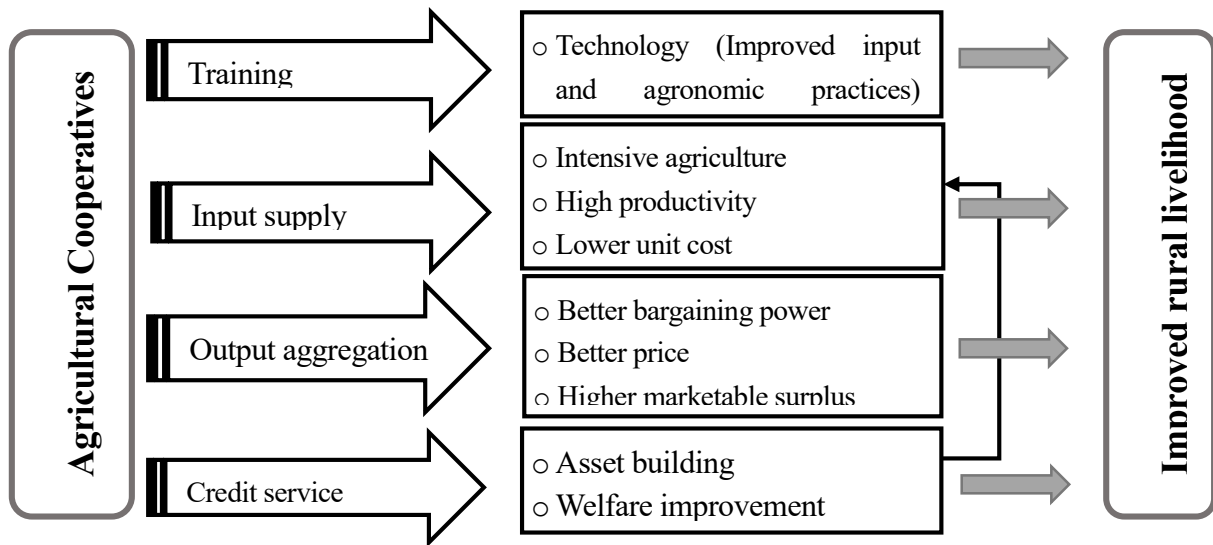 Agricultural Cooperatives
Training
○ Technology (Improved input
and agronomic practices)
Input supply
○ Intensive agriculture
○ High productivity
○ Lower unit cost
Output aggregation
○ Better bargaining power
○ Better price
○ Higher marketable surplus
Credit service
○ Asset building
○ Welfare improvement
Improved rural livelihood